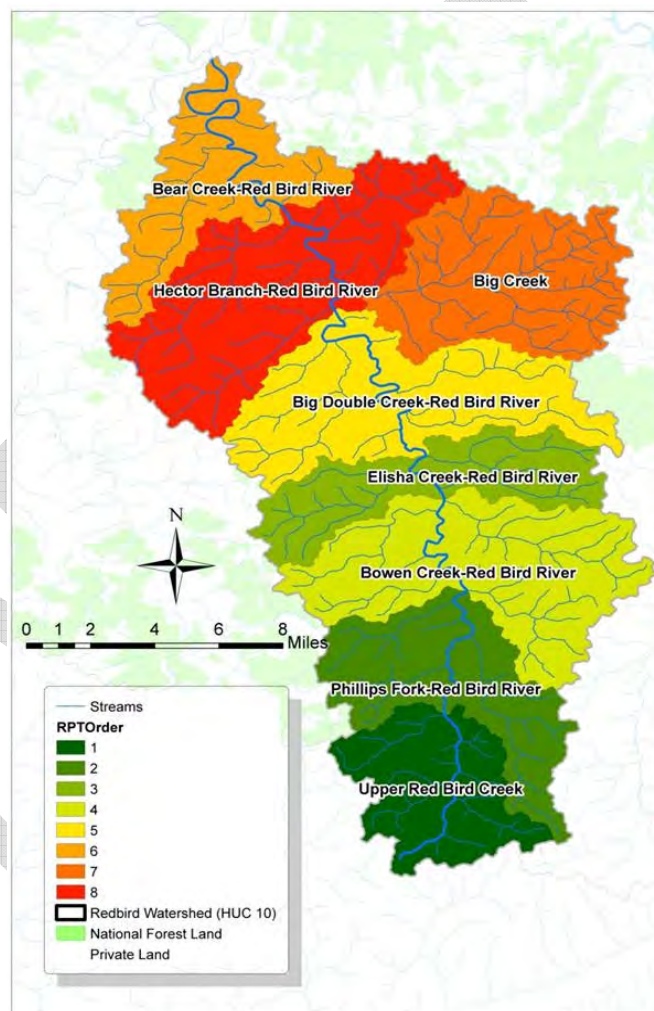 Bear Creek-Red Bird River
Big Creek
Hector Branch-Red Bird River
Big Double Creek-Red Bird River
Elisha Creek-Red Bird River
N
Bowen Creek-Red Bird River
0 1 2 4 6 8
Miles
Phillips Fork-Red Bird River
Upper Red Bird Creek
Streams
RPTOrder
1
2
3
4
5
6
7
8
Redbird Watershed (HUC 10)
National Forest Land
Private Land